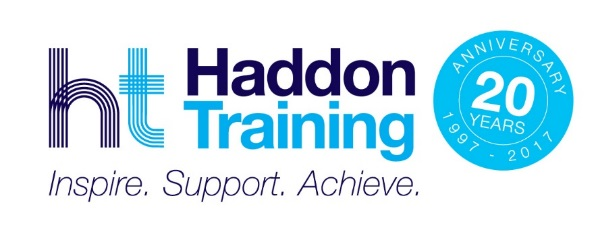 ht
Haddon
Training
Inspire. Support. Achieve.
ANNIVERSARY
20
YEARS
1997 - 2017